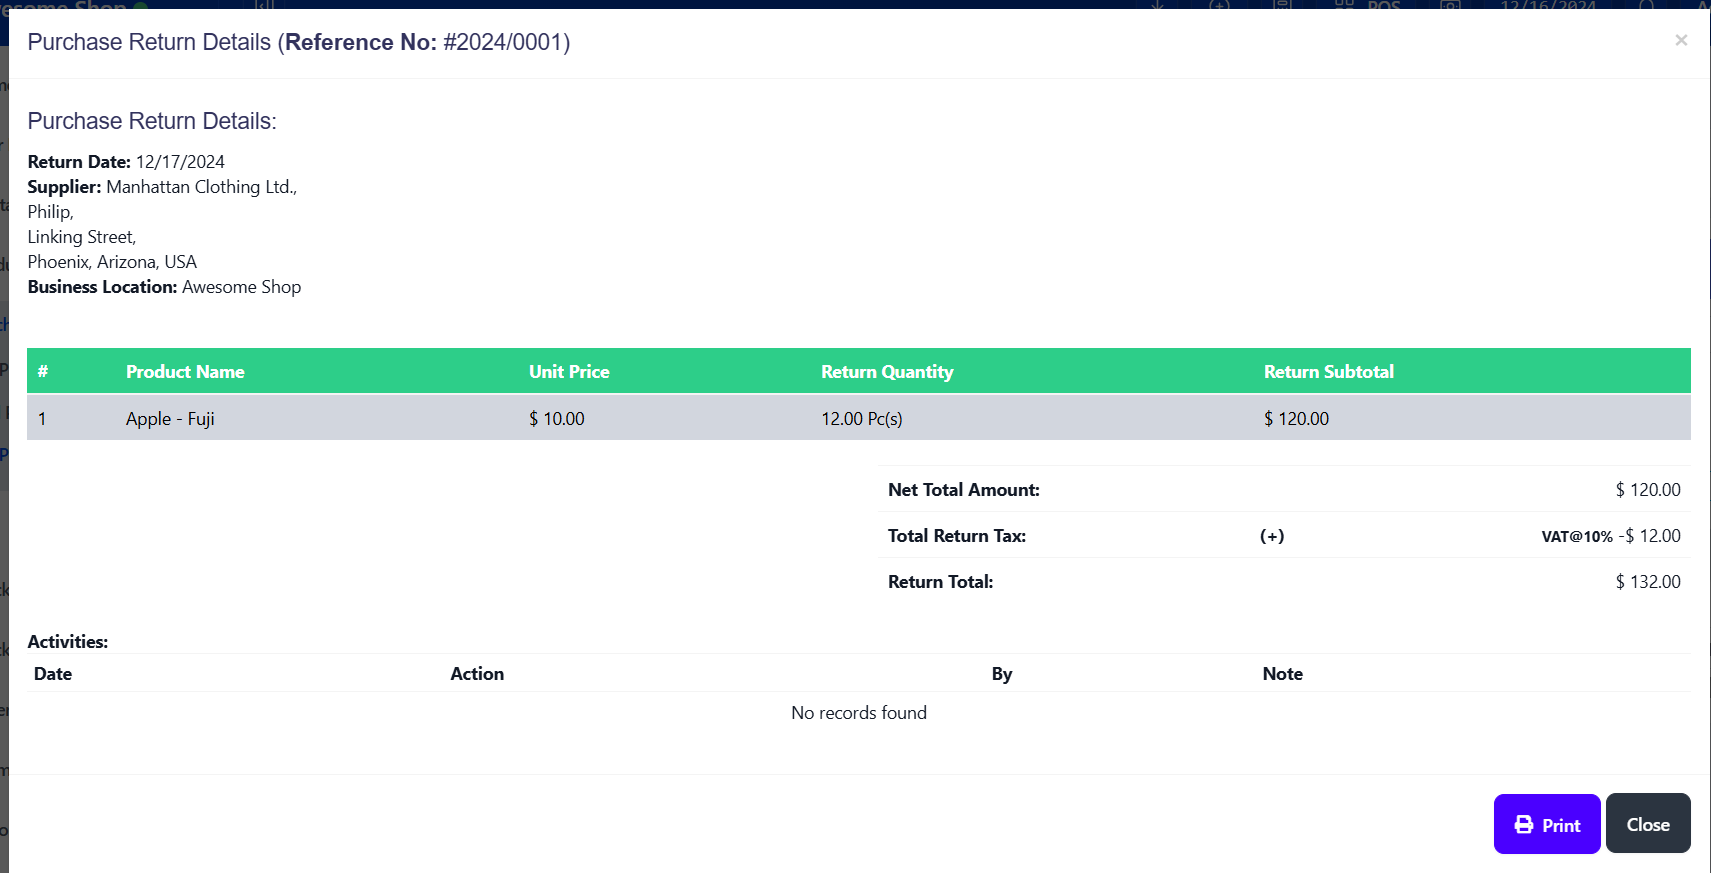 12/16/2024
Purchase Return Details (Reference No: #2024/0001)
×
Purchase Return Details:
Return Date: 12/17/2024
Supplier: Manhattan Clothing Ltd.,
Philip,
Linking Street,
Phoenix, Arizona, USA
Business Location: Awesome Shop
# Product Name Unit Price Return Quantity Return Subtotal
1 Apple - Fuji $ 10.00 12.00 Pc(s) $ 120.00
Net Total Amount: $ 120.00
Total Return Tax: (+) VAT@10% -$ 12.00
Return Total: $ 132.00
Activities:
Date Action By Note
No records found
Print Close